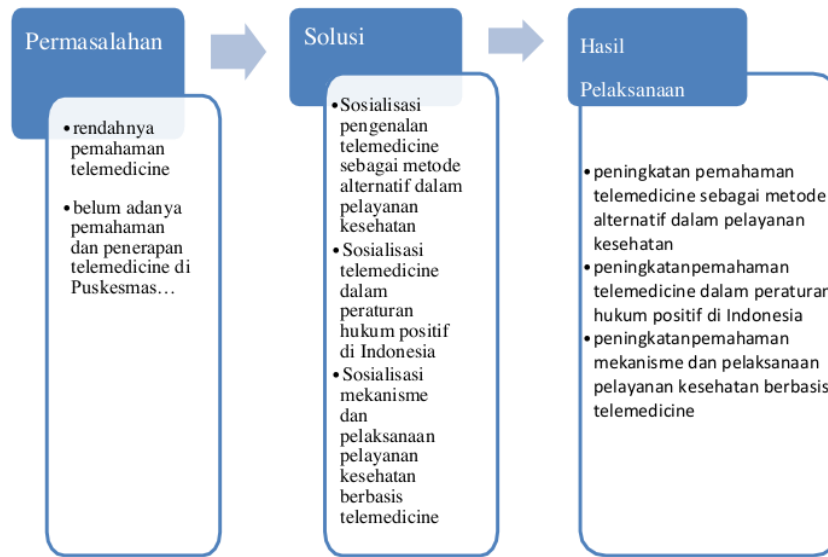 Permasalahan
•rendahnya
pemahaman
telemedicine
•belum adanya
pemahaman
dan penerapan
telemedicine di
Puskesmas…
Solusi
•Sosialisasi
pengenalan
telemedicine
sebagai metode
alternatif dalam
pelayanan
kesehatan
•Sosialisasi
telemedicine
dalam
peraturan
hukum positif
di Indonesia
•Sosialisasi
mekanisme
dan
pelaksanaan
pelayanan
kesehatan
berbasis
telemedicine
Hasil
Pelaksanaan
•peningkatan pemahaman
telemedicine sebagai metode
alternatif dalam pelayanan
kesehatan
•peningkatanpemahaman
telemedicine dalam peraturan
hukum positif di Indonesia
•peningkatanpemahaman
mekanisme dan pelaksanaan
pelayanan kesehatan berbasis
telemedicine